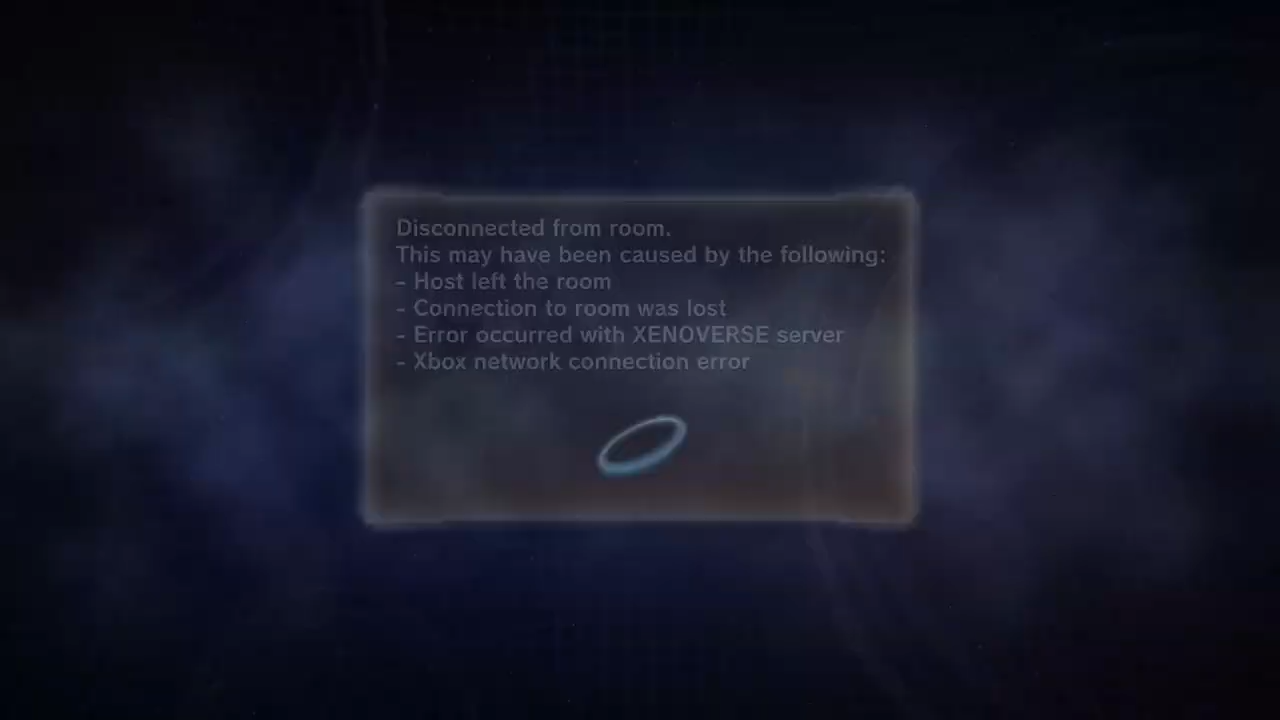 Disconnected from room.
This may have been caused by the following:
- Host left the room
- Connection to room was lost
- Error occurred with XENOVERSE server
- Xbox network connection error